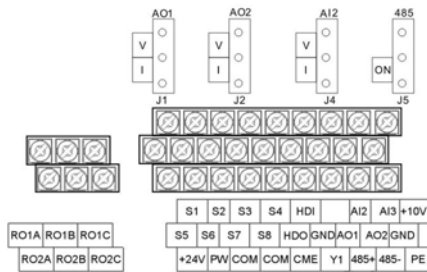 AO1 AO2 AI2 485
V V V
I I I ON
J1 J2 J4 J5
S1 S2 S3 S4 HDI AI2 AI3 +10V
RO1A RO1B RO1C S5 S6 S7 S8 HDO GND AO1 AO2 GND
RO2A RO2B RO2C +24V PW COM COM CME Y1 485+ 485- PE